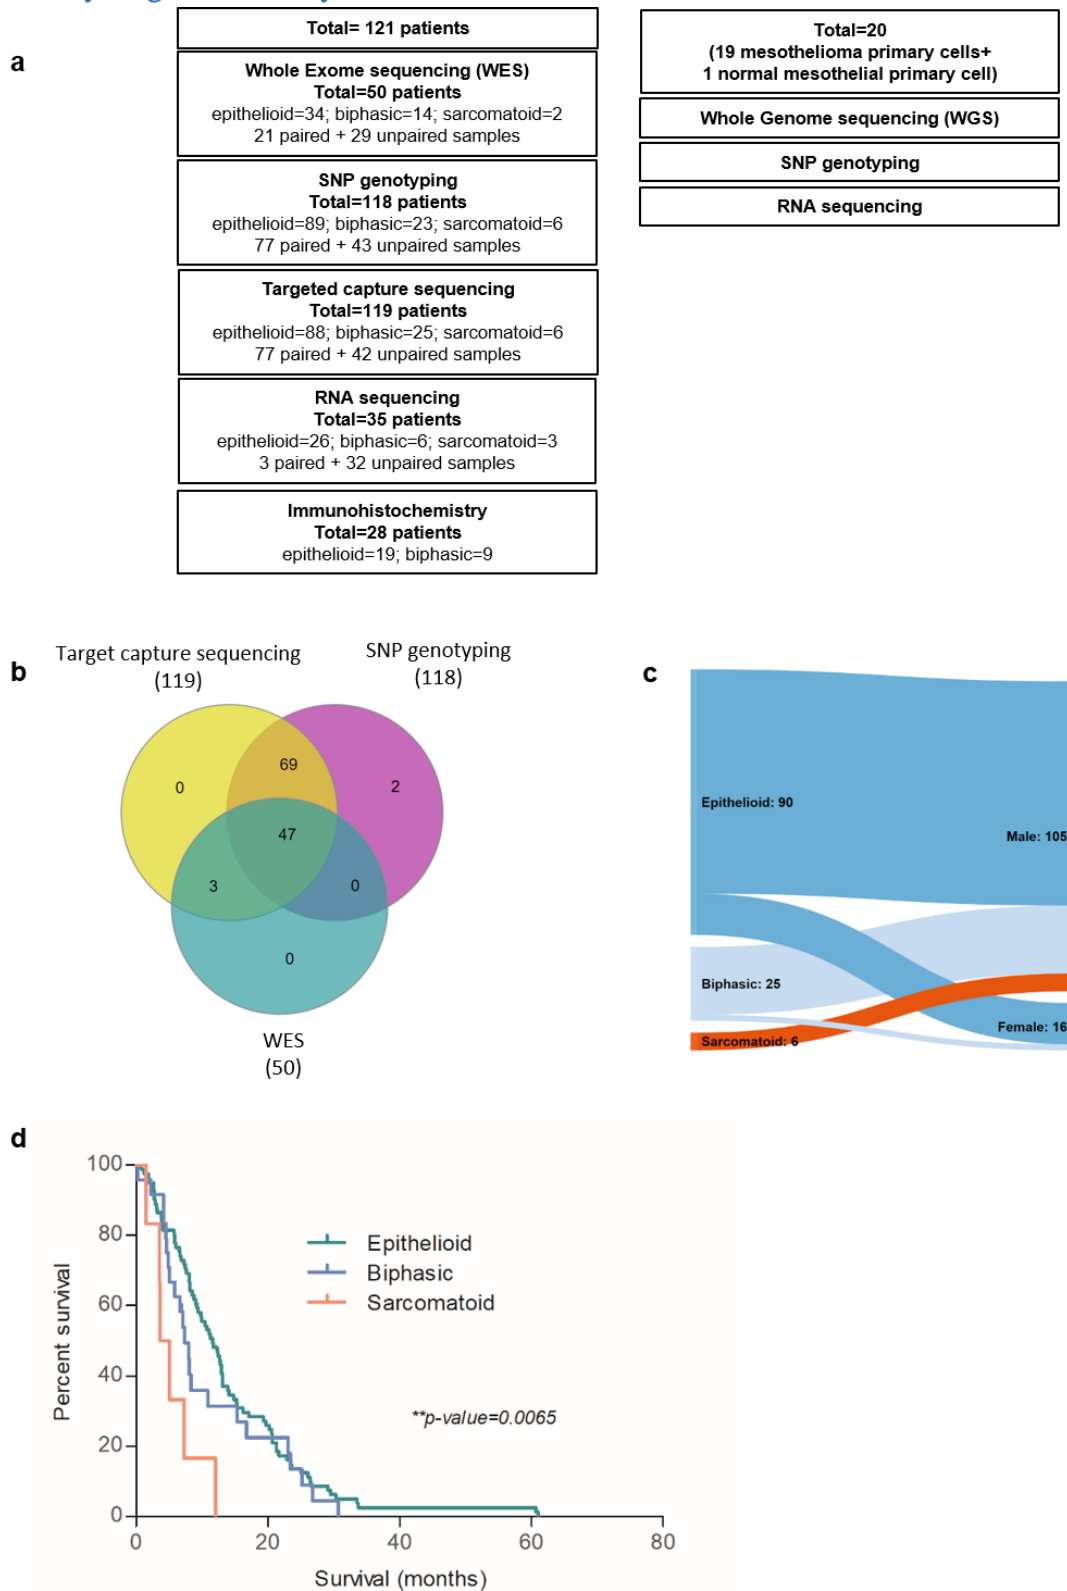 a
Total= 121 patients
Whole Exome sequencing (WES)
Total=50 patients
epithelioid=34; biphasic=14; sarcomatoid=2
21 paired + 29 unpaired samples
SNP genotyping
Total=118 patients
epithelioid=89; biphasic=23; sarcomatoid=6
77 paired + 43 unpaired samples
Targeted capture sequencing
Total=119 patients
epithelioid=88; biphasic=25; sarcomatoid=6
77 paired + 42 unpaired samples
RNA sequencing
Total=35 patients
epithelioid=26; biphasic=6; sarcomatoid=3
3 paired + 32 unpaired samples
Immunohistochemistry
Total=28 patients
epithelioid=19; biphasic=9
Total=20
(19 mesothelioma primary cells+
1 normal mesothelial primary cell)
Whole Genome sequencing (WGS)
SNP genotyping
RNA sequencing
b
Target capture sequencing
(119)
SNP genotyping
(118)
0
69
2
47
3
0
0
WES
(50)
c
Epithelioid: 90
Male: 105
Biphasic: 25
Female: 16
Sarcomatoid: 6
d
100
80
60
40
20
0
Percent survival
Epithelioid
Biphasic
Sarcomatoid
**p-value=0.0065
0
20
40
60
80
Survival (months)